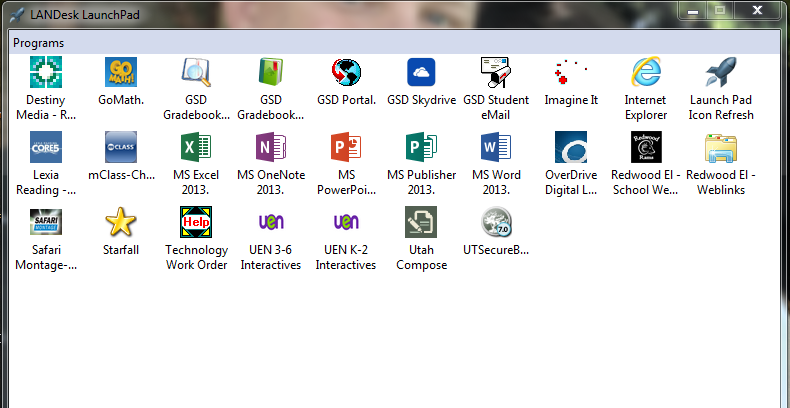 LANDesk LaunchPad
Programs
Destiny
Media - R...
GoMath.
GSD
Gradebook...
GSD
Gradebook...
GSD Portal.
GSD Skydrive
GSD Student
eMail
Imagine It
Internet
Explorer
Launch Pad
Icon Refresh
Lexia
Reading -...
mClass-Ch...
MS Excel
2013.
MS OneNote
2013.
MS
PowerPoi...
MS Publisher
2013.
MS Word
2013.
OverDrive
Digital L...
Redwood El -
School We...
Redwood El -
Weblinks
Safari
Montage-...
Starfall
Technology
Work Order
UEN 3-6
Interactives
UEN K-2
Interactives
Utah
Compose
UTSecureB...
GO
MATH!
CORE5
CLASS
Redwood
Rams
SAFARI
MONTAGE
Help
uen
uen
7.0